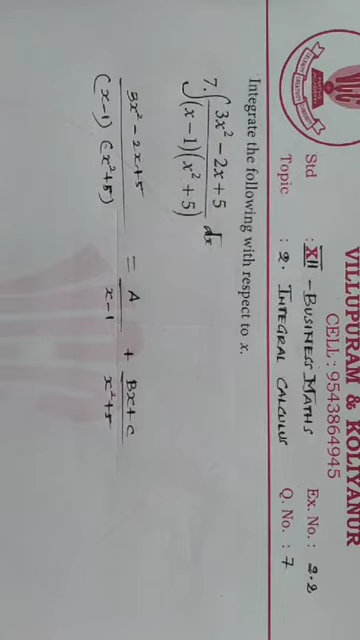 VILLUPURAM & KOLIYANUR
CELL : 9543864945
Std : XII - BUSINESS MATHS Ex. No. : 2.2
Topic : 2. INTEGRAL CALCULUS Q. No. : 7
Integrate the following with respect to x.
7. ∫ (3x² − 2x + 5) / ((x − 1)(x² + 5)) dx
(3x² − 2x + 5) / ((x − 1) (x² + 5)) = A / (x − 1) + (Bx + C) / (x² + 5)